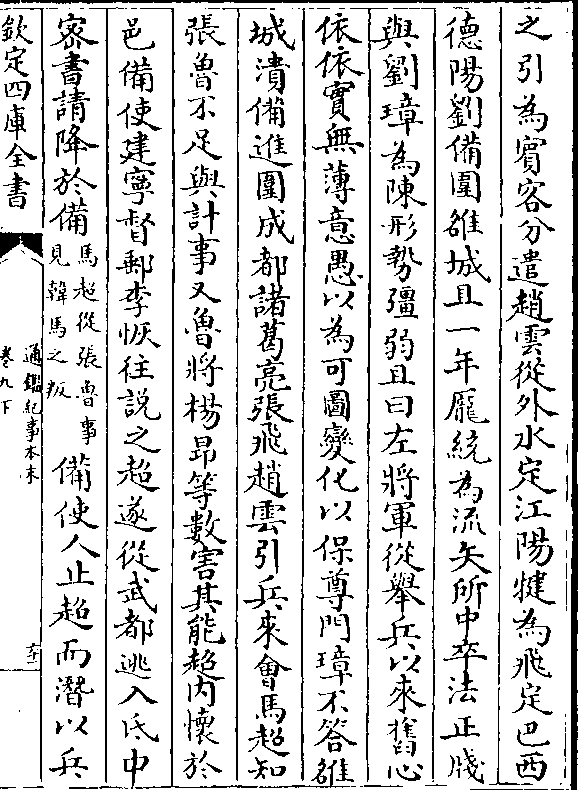 之引為賓客分遣趙雲從外水定江陽犍為飛定巴西
德陽劉備圍雒城且一年龐統為流矢所中卒法正牋
與劉璋為陳形勢彊弱且曰左將軍從舉兵以來舊心
依依實無薄意愚以為可圖變化以保尊門璋不答雒
城潰備進圍成都諸葛亮張飛趙雲引兵來會馬超知
張魯不足與計事又魯將楊昂等數害其能超內懷於
邑備使建寧督郵李恢往說之超遂從武都逃入氐中
宻書請降於備
馬超從張魯事
見韓馬之叛
備使人止超而潛以兵
欽定四庫全書
通鑑紀事本末
卷九下